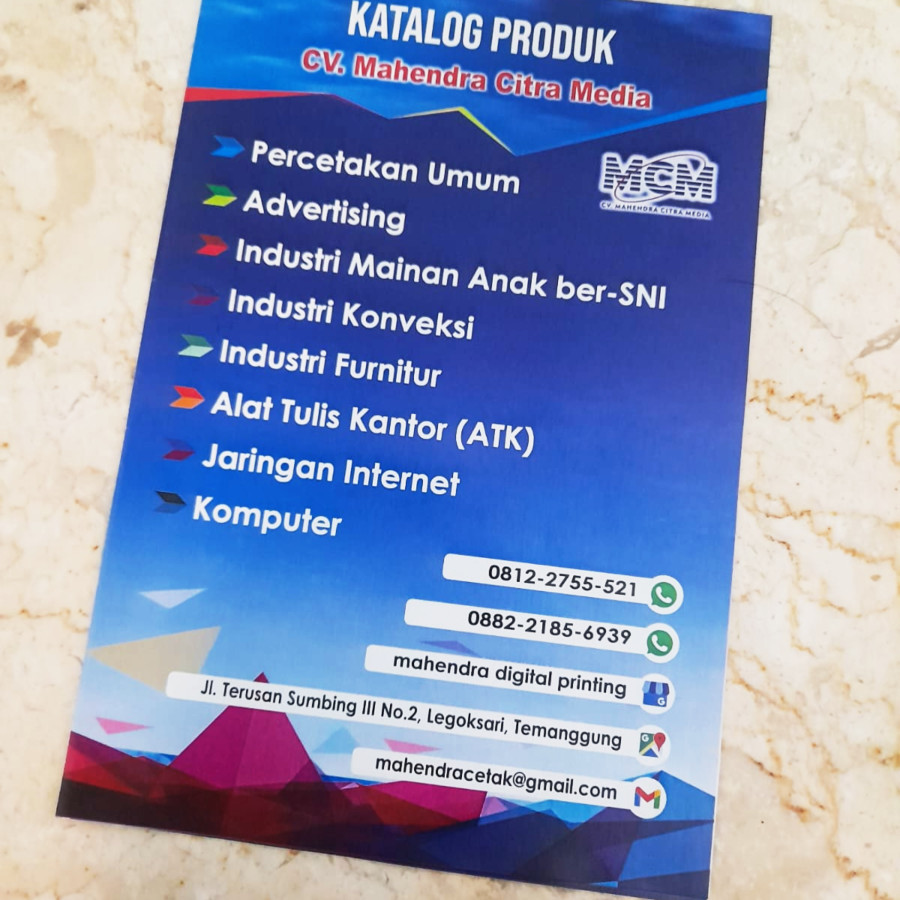 KATALOG PRODUK
CV. Mahendra Citra Media
MCM
CV. MAHENDRA CITRA MEDIA
Percetakan Umum
Advertising
Industri Mainan Anak ber-SNI
Industri Konveksi
Industri Furnitur
Alat Tulis Kantor (ATK)
Jaringan Internet
Komputer
0812-2755-521
0882-2185-6939
mahendra digital printing
G
Jl. Terusan Sumbing III No.2, Legoksari, Temanggung
G
mahendracetak@gmail.com